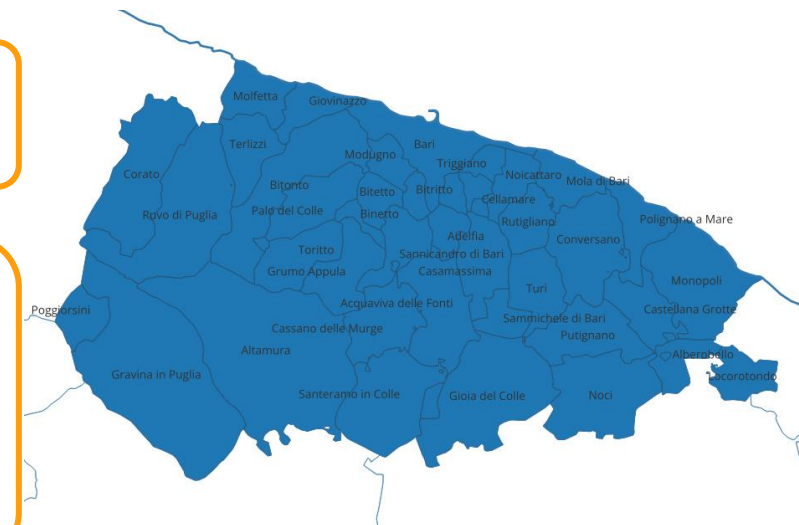 Molfetta
Giovinazzo
Terlizzi
Bari
Modugno
Triggiano
Corato
Noicattaro
Mola di Bari
Bitonto
Bitetto
Bitritto
Cellamare
Ruvo di Puglia
Palo del Colle
Binetto
Rutigliano
Polignano a Mare
Adelfia
Conversano
Toritto
Sannicandro di Bari
Grumo Appula
Casamassima
Turi
Monopoli
Poggiorsini
Acquaviva delle Fonti
Castellana Grotte
Sammichele di Bari
Cassano delle Murge
Putignano
Altamura
Alberobello
Gravina in Puglia
Locorotondo
Santeramo in Colle
Gioia del Colle
Noci